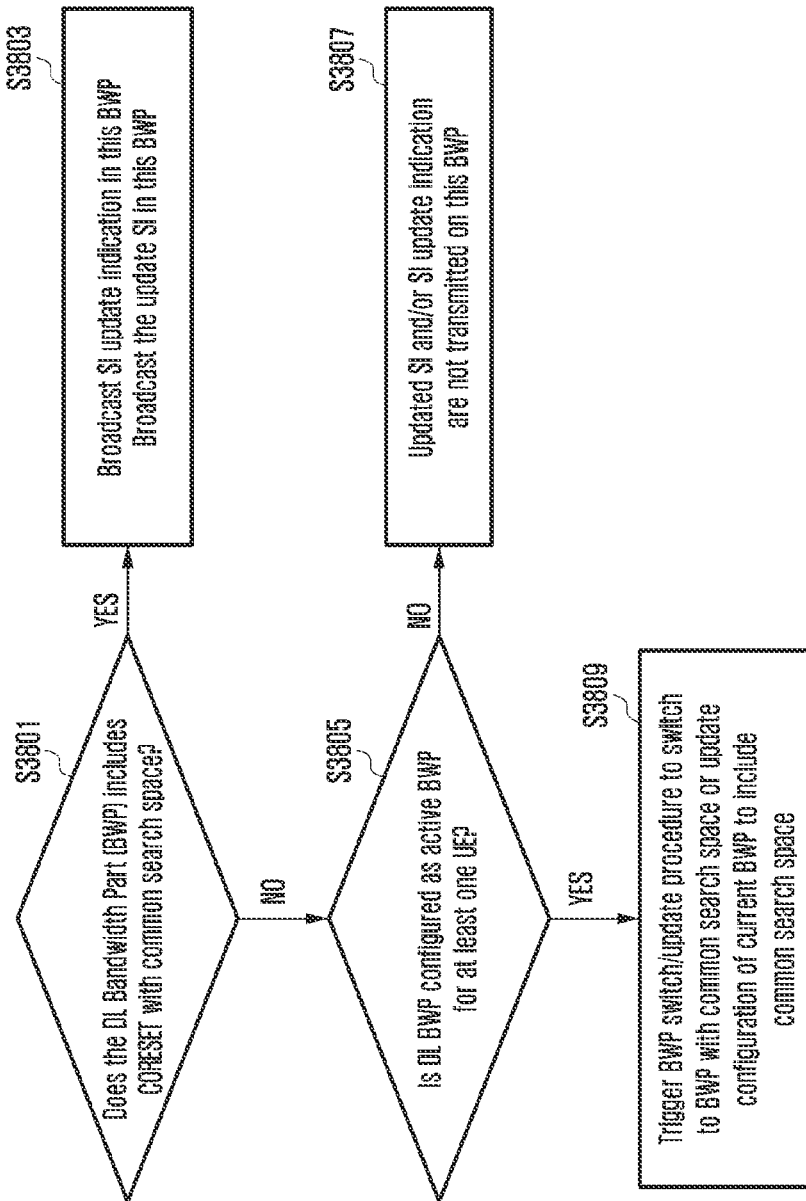 S3801
Does the DL Bandwidth Part (BWP) includes
CORESET with common search space?
YES
S3803
Broadcast SI update indication in this BWP
Broadcast the update SI in this BWP
NO
S3805
Is DL BWP configured as active BWP
for at least one UE?
NO
S3807
Updated SI and/or SI update indication
are not transmitted on this BWP
YES
S3809
Trigger BWP switch/update procedure to switch
to BWP with common search space or update
configuration of current BWP to include
common search space